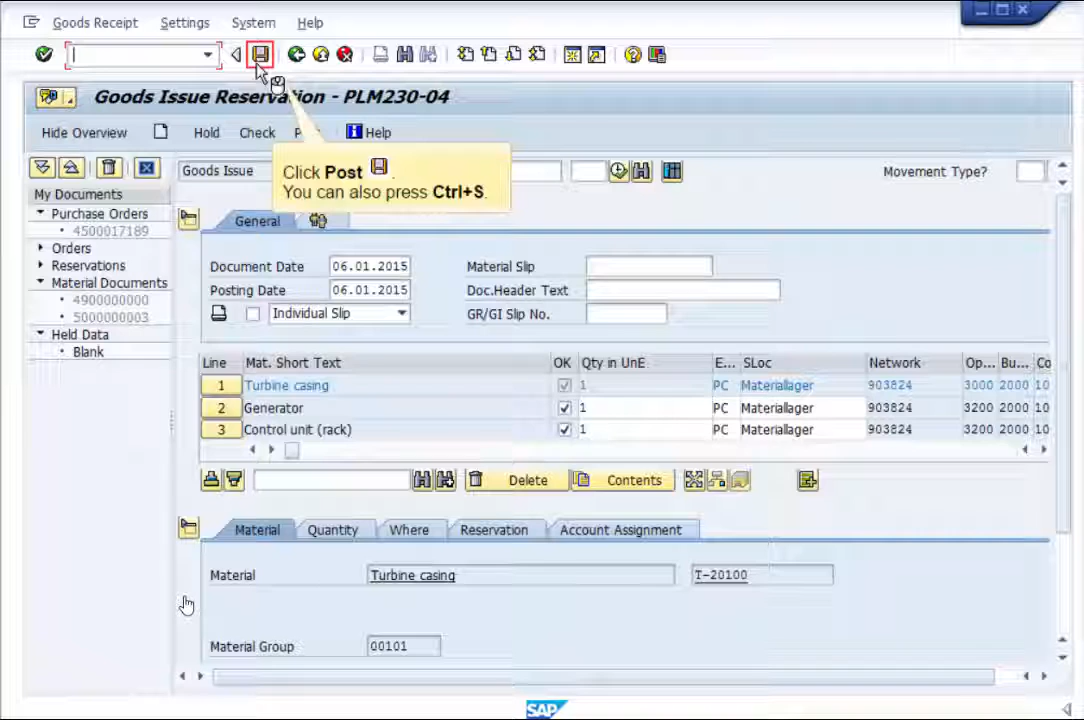 Goods Receipt Settings System Help
Goods Issue Reservation - PLM230-04
Hide Overview Hold Check Help
Click Post .
You can also press Ctrl+S.
Goods Issue Movement Type?
My Documents
Purchase Orders
4500017189
Orders
Reservations
Material Documents
4900000000
5000000003
Held Data
Blank
General
Document Date 06.01.2015 Material Slip
Posting Date 06.01.2015 Doc.Header Text
Individual Slip GR/GI Slip No.
Line Mat. Short Text OK Qty in UnE E... SLoc Network Op... Bu... Co
1 Turbine casing 1 PC Materiallager 903824 3000 2000 10
2 Generator 1 PC Materiallager 903824 3200 2000 10
3 Control unit (rack) 1 PC Materiallager 903824 3200 2000 10
Delete Contents
Material Quantity Where Reservation Account Assignment
Material Turbine casing T-20100
Material Group 00101
SAP